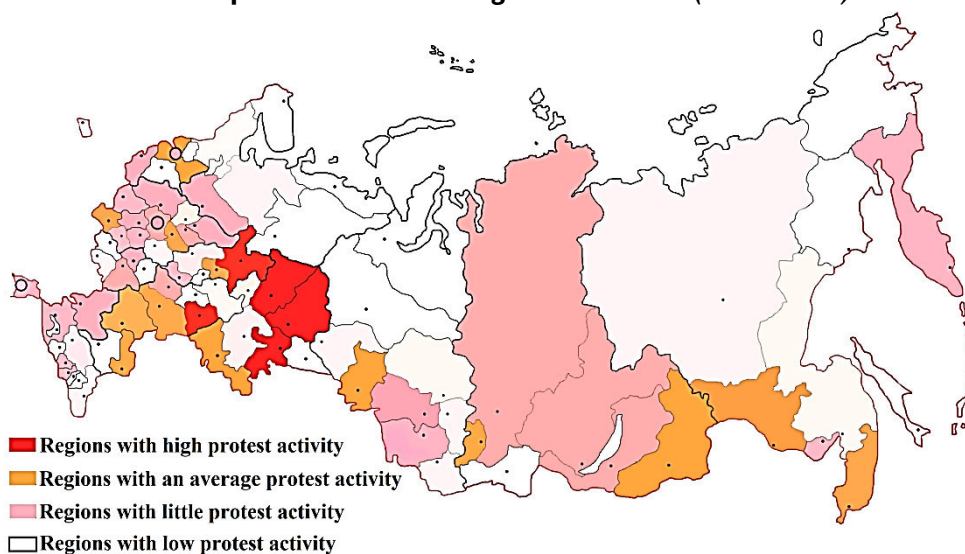 Regions with high protest activity
Regions with an average protest activity
Regions with little protest activity
Regions with low protest activity